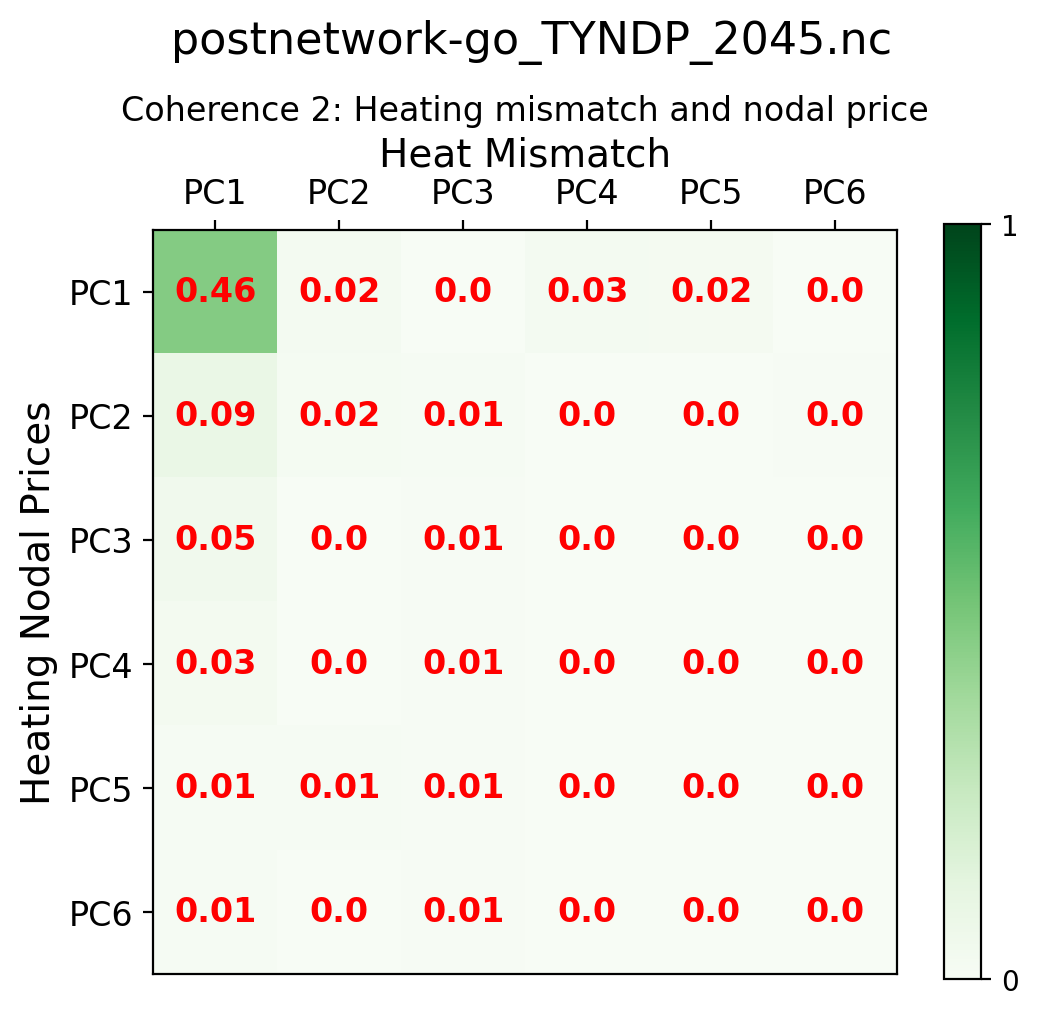 postnetwork-go_TYNDP_2045.nc
Coherence 2: Heating mismatch and nodal price
Heat Mismatch
PC1 PC2 PC3 PC4 PC5 PC6
1
PC1 0.46 0.02 0.0 0.03 0.02 0.0
PC2 0.09 0.02 0.01 0.0 0.0 0.0
PC3 0.05 0.0 0.01 0.0 0.0 0.0
PC4 0.03 0.0 0.01 0.0 0.0 0.0
PC5 0.01 0.01 0.01 0.0 0.0 0.0
PC6 0.01 0.0 0.01 0.0 0.0 0.0
0
Heating Nodal Prices